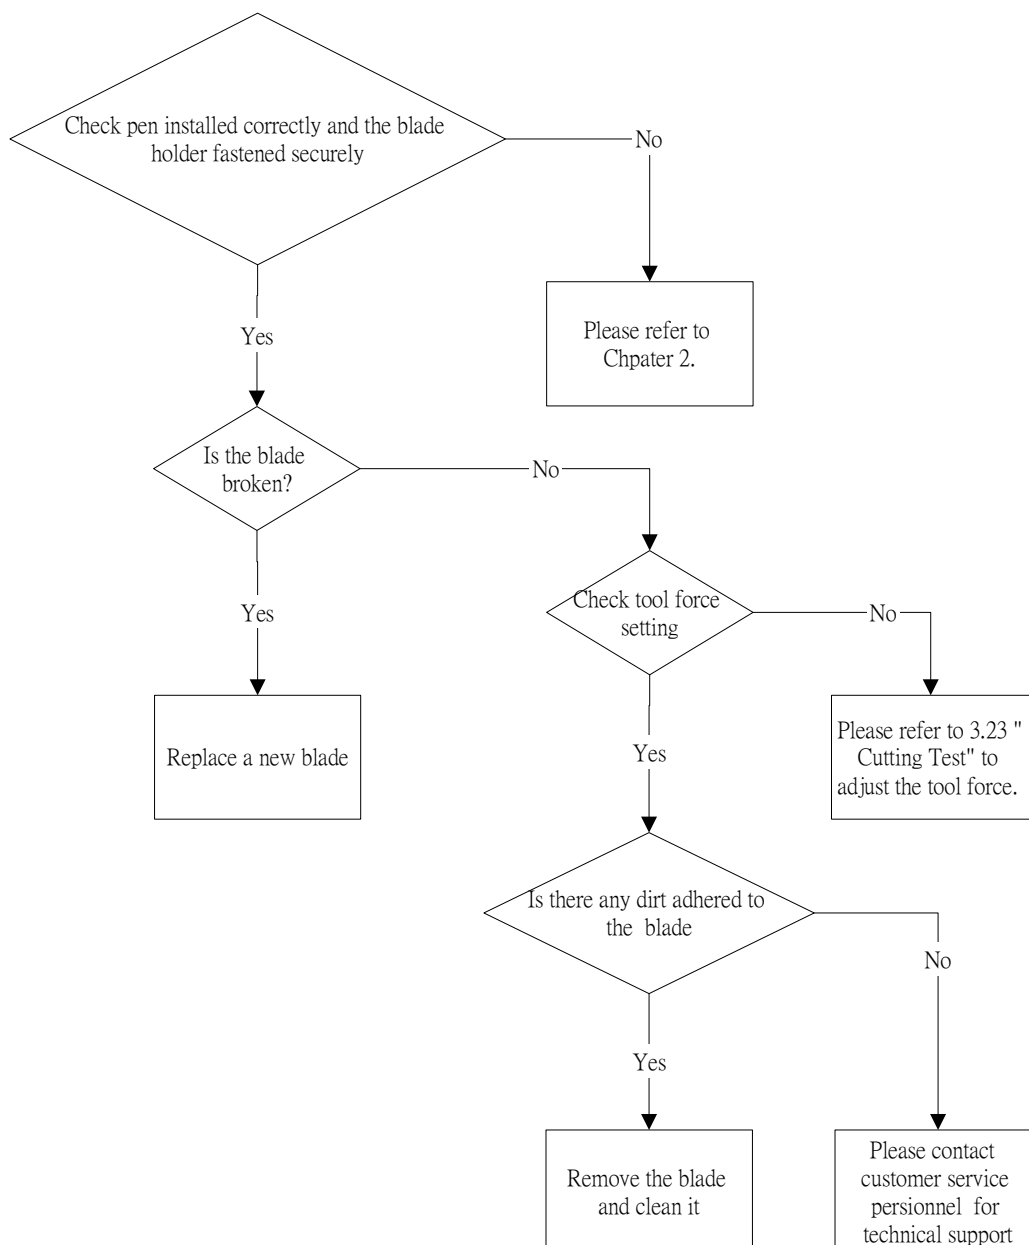 Check pen installed correctly and the blade
holder fastened securely
No
Yes
Please refer to
Chpater 2.
Is the blade
broken?
No
Yes
Check tool force
setting
No
Replace a new blade
Yes
Please refer to 3.23 "
Cutting Test" to
adjust the tool force.
Is there any dirt adhered to
the blade
No
Yes
Remove the blade
and clean it
Please contact
customer service
persionnel for
technical support